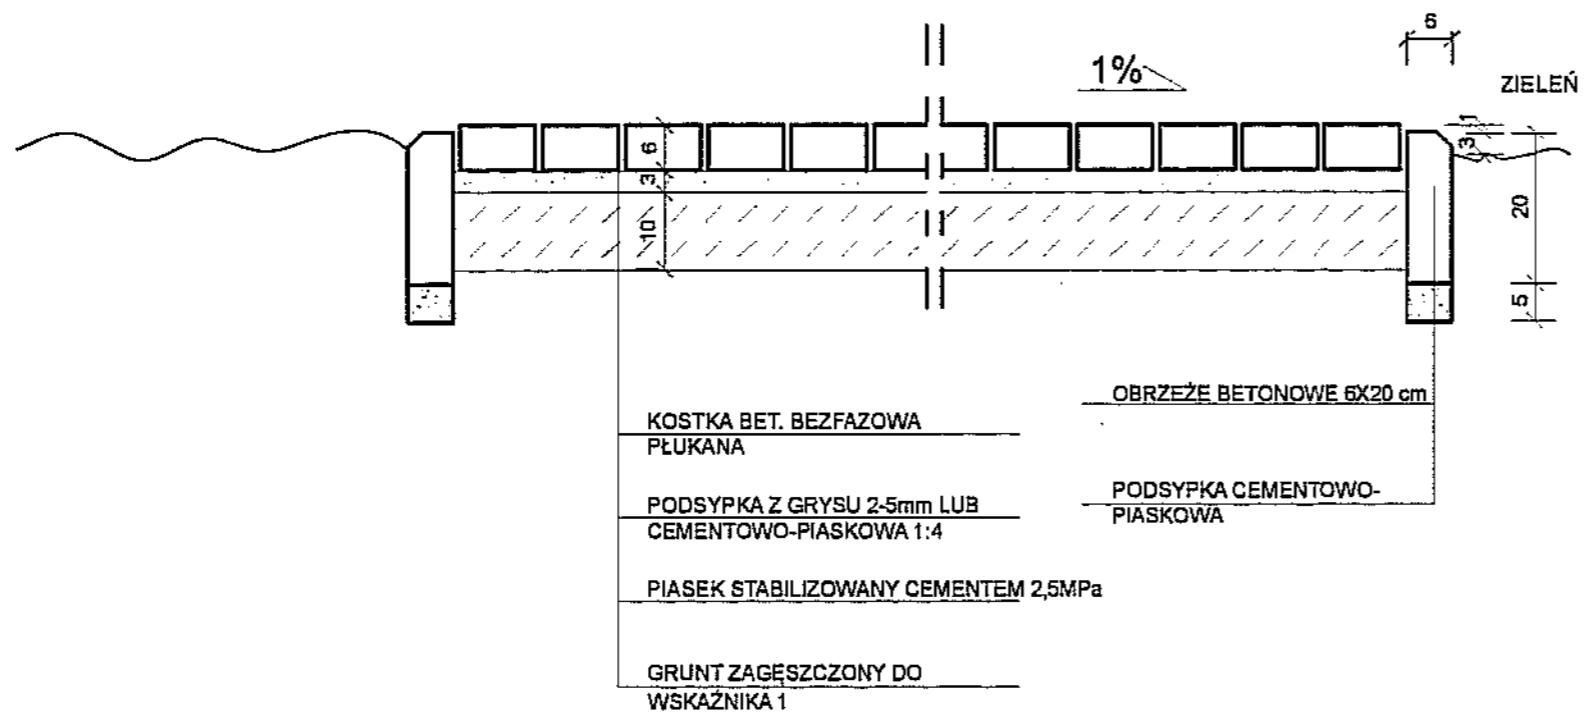 6
1%
ZIELEŃ
1
3
6
3
10
20
5
OBRZEŻE BETONOWE 6X20 cm
KOSTKA BET. BEZFAZOWA
PŁUKANA
PODSYPKA CEMENTOWO-
PIASKOWA
PODSYPKA Z GRYSU 2-5mm LUB
CEMENTOWO-PIASKOWA 1:4
PIASEK STABILIZOWANY CEMENTEM 2,5MPa
GRUNT ZAGĘSZCZONY DO
WSKAŹNIKA 1